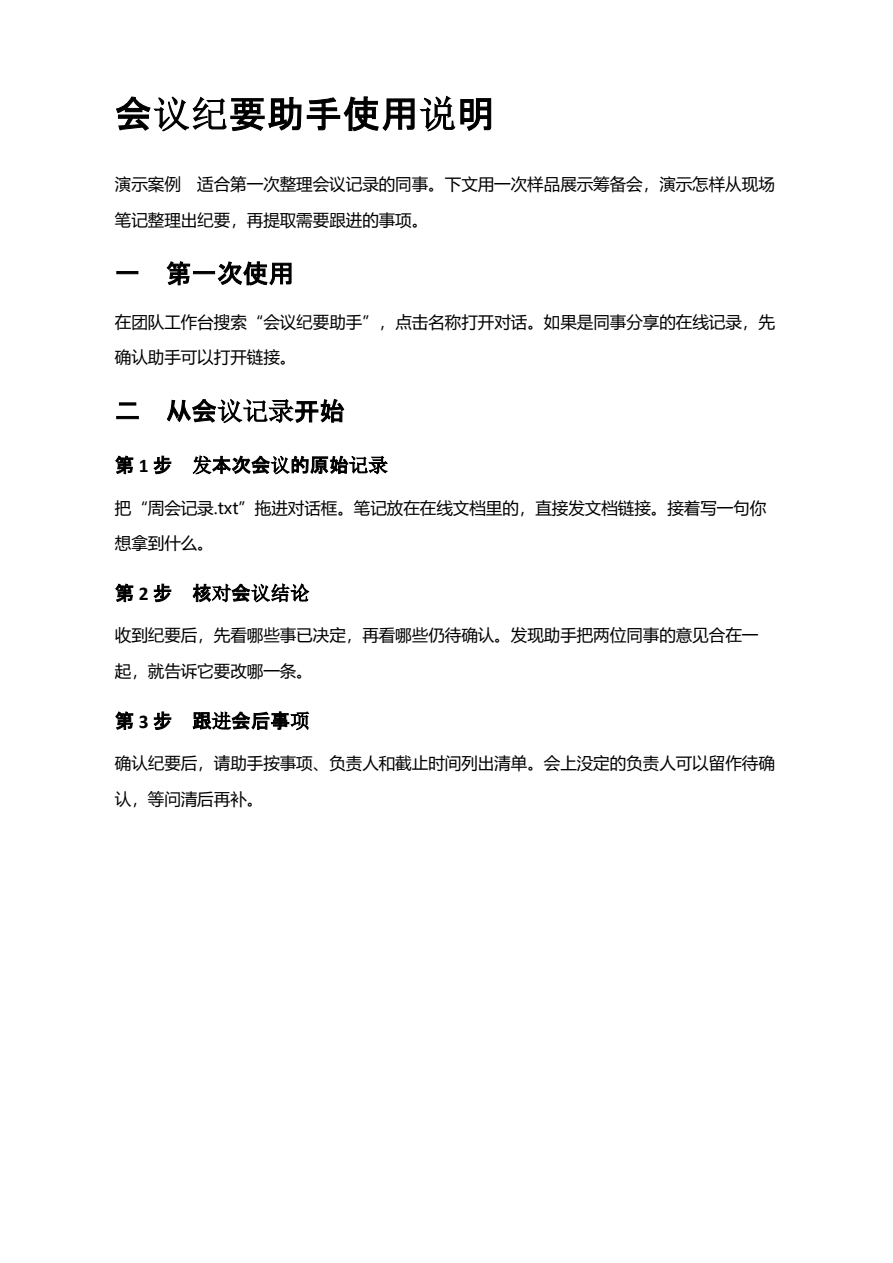 会议纪要助手使用说明
演示案例　适合第一次整理会议记录的同事。下文用一次样品展示筹备会，演示怎样从现场
笔记整理出纪要，再提取需要跟进的事项。
一　第一次使用
在团队工作台搜索“会议纪要助手”，点击名称打开对话。如果是同事分享的在线记录，先
确认助手可以打开链接。
二　从会议记录开始
第 1 步　发本次会议的原始记录
把“周会记录.txt”拖进对话框。笔记放在在线文档里的，直接发文档链接。接着写一句你
想拿到什么。
第 2 步　核对会议结论
收到纪要后，先看哪些事已决定，再看哪些仍待确认。发现助手把两位同事的意见合在一
起，就告诉它要改哪一条。
第 3 步　跟进会后事项
确认纪要后，请助手按事项、负责人和截止时间列出清单。会上没定的负责人可以留作待确
认，等问清后再补。